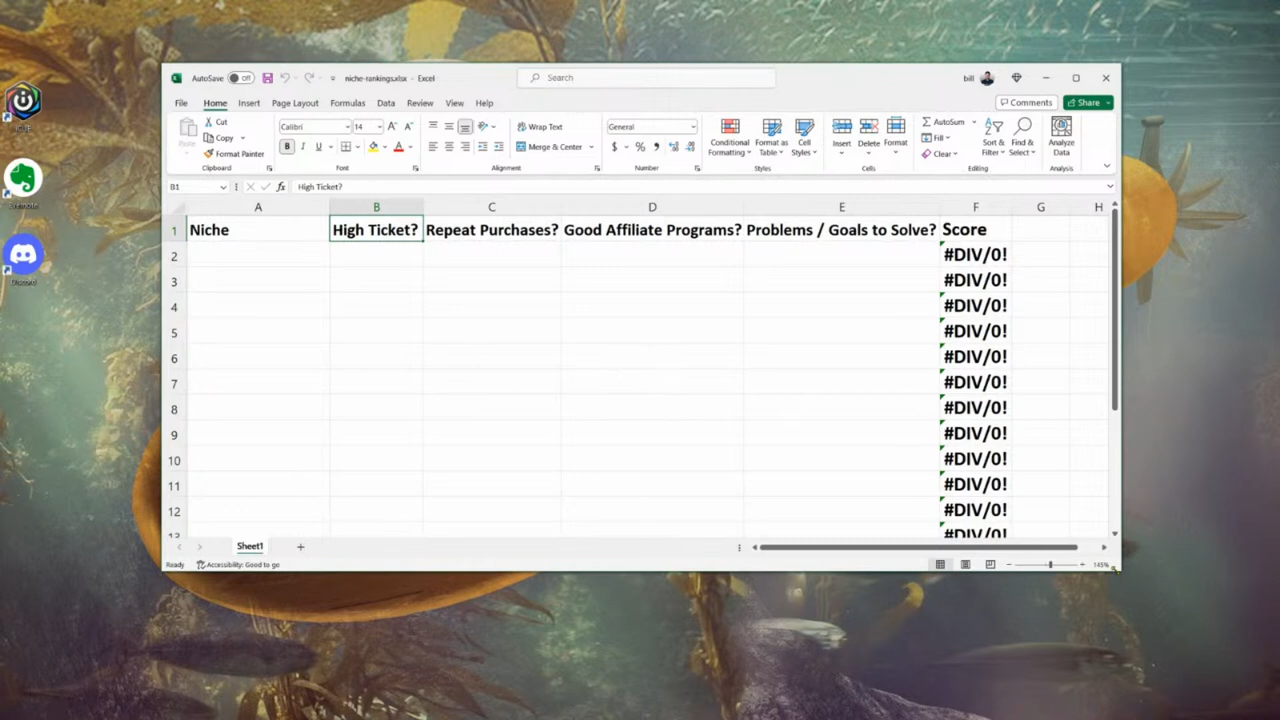 AutoSave Off niche-rankings.xlsx - Excel Search bill
File Home Insert Page Layout Formulas Data Review View Help Comments Share
Cut
Copy
Format Painter
Clipboard
Calibri 14 A A
B I U A
Font
Wrap Text
Merge & Center
Alignment
General
$ % ,
Number
Conditional
Formatting
Format as
Table
Cell
Styles
Styles
Insert Delete Format
Cells
AutoSum
Fill
Clear
Sort &
Filter
Find &
Select
Editing
Analyze
Data
Analysis
B1 fx High Ticket?
A B C D E F G H
1 Niche High Ticket? Repeat Purchases? Good Affiliate Programs? Problems / Goals to Solve? Score
2 #DIV/0!
3 #DIV/0!
4 #DIV/0!
5 #DIV/0!
6 #DIV/0!
7 #DIV/0!
8 #DIV/0!
9 #DIV/0!
10 #DIV/0!
11 #DIV/0!
12 #DIV/0!
13 #DIV/0!
Sheet1
Ready Accessibility: Good to go 145%
Discord